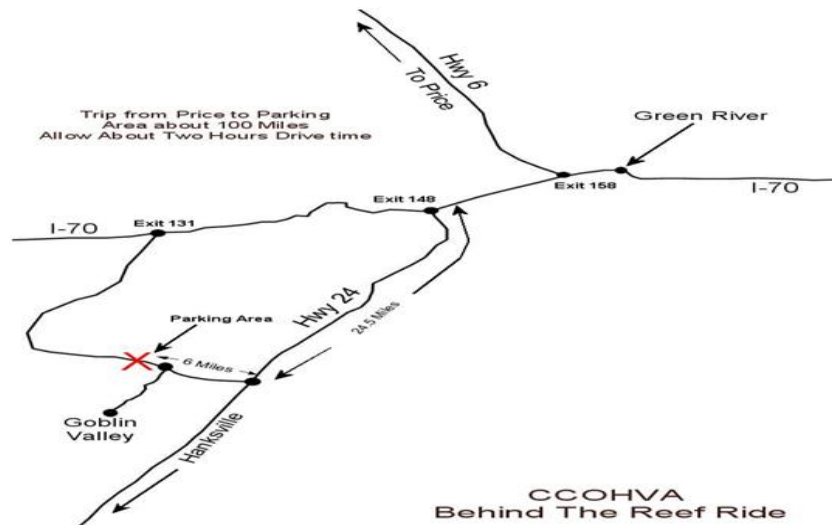 Hwy 6
To Price
Trip from Price to Parking
Area about 100 Miles
Allow About Two Hours Drive time
Green River
Exit 158
I-70
Exit 148
I-70
Exit 131
Hwy 24
24.5 Miles
Parking Area
6 Miles
Goblin
Valley
Hanksville
CCOHVA
Behind The Reef Ride